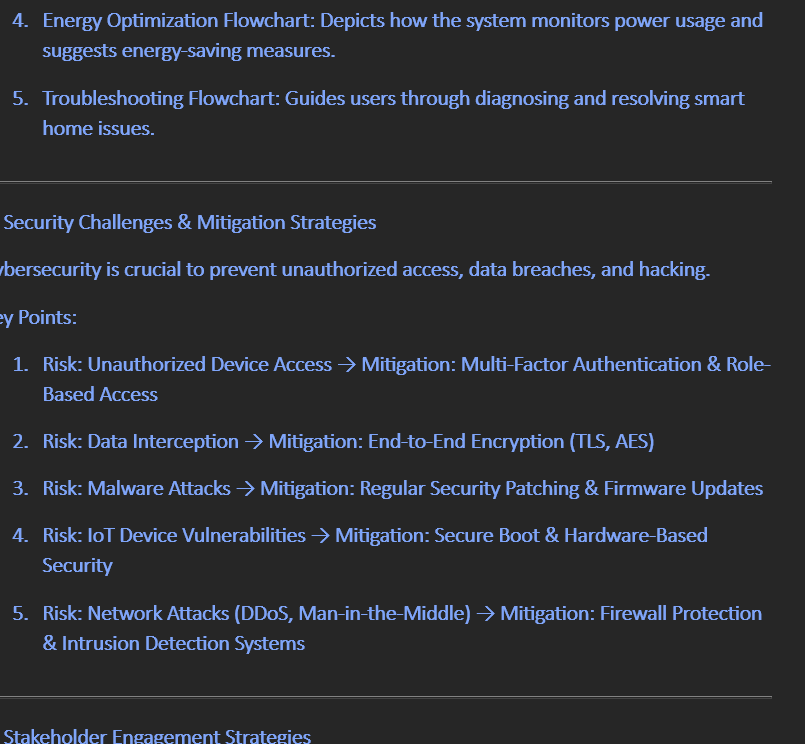 4. Energy Optimization Flowchart: Depicts how the system monitors power usage and
suggests energy-saving measures.
5. Troubleshooting Flowchart: Guides users through diagnosing and resolving smart
home issues.
Security Challenges & Mitigation Strategies
ybersecurity is crucial to prevent unauthorized access, data breaches, and hacking.
ey Points:
1. Risk: Unauthorized Device Access → Mitigation: Multi-Factor Authentication & Role-
Based Access
2. Risk: Data Interception → Mitigation: End-to-End Encryption (TLS, AES)
3. Risk: Malware Attacks → Mitigation: Regular Security Patching & Firmware Updates
4. Risk: IoT Device Vulnerabilities → Mitigation: Secure Boot & Hardware-Based
Security
5. Risk: Network Attacks (DDoS, Man-in-the-Middle) → Mitigation: Firewall Protection
& Intrusion Detection Systems
Stakeholder Engagement Strategies